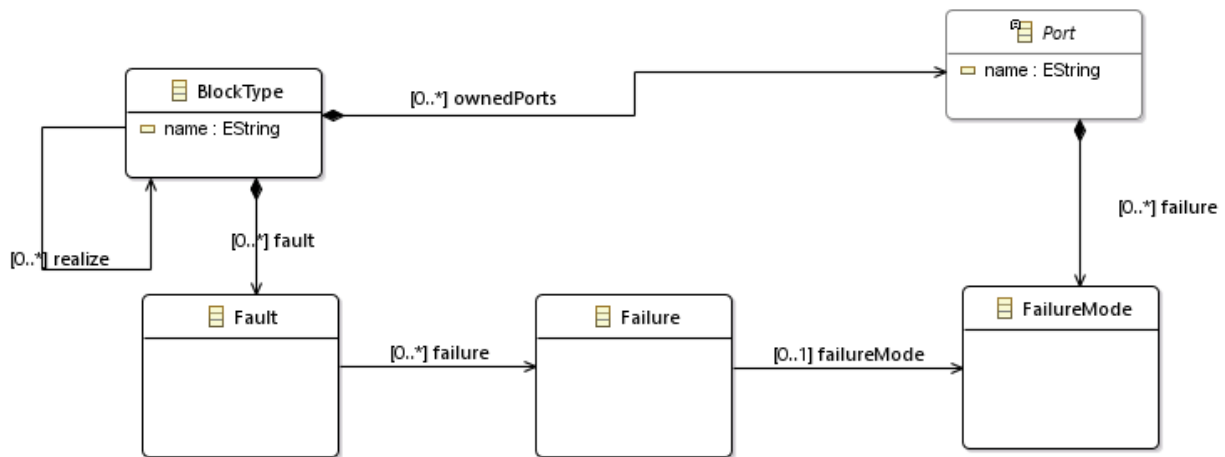 Port
name : EString
BlockType
name : EString
[0..*] ownedPorts
[0..*] failure
[0..*] fault
[0..*] realize
Fault
Failure
FailureMode
[0..*] failure
[0..1] failureMode